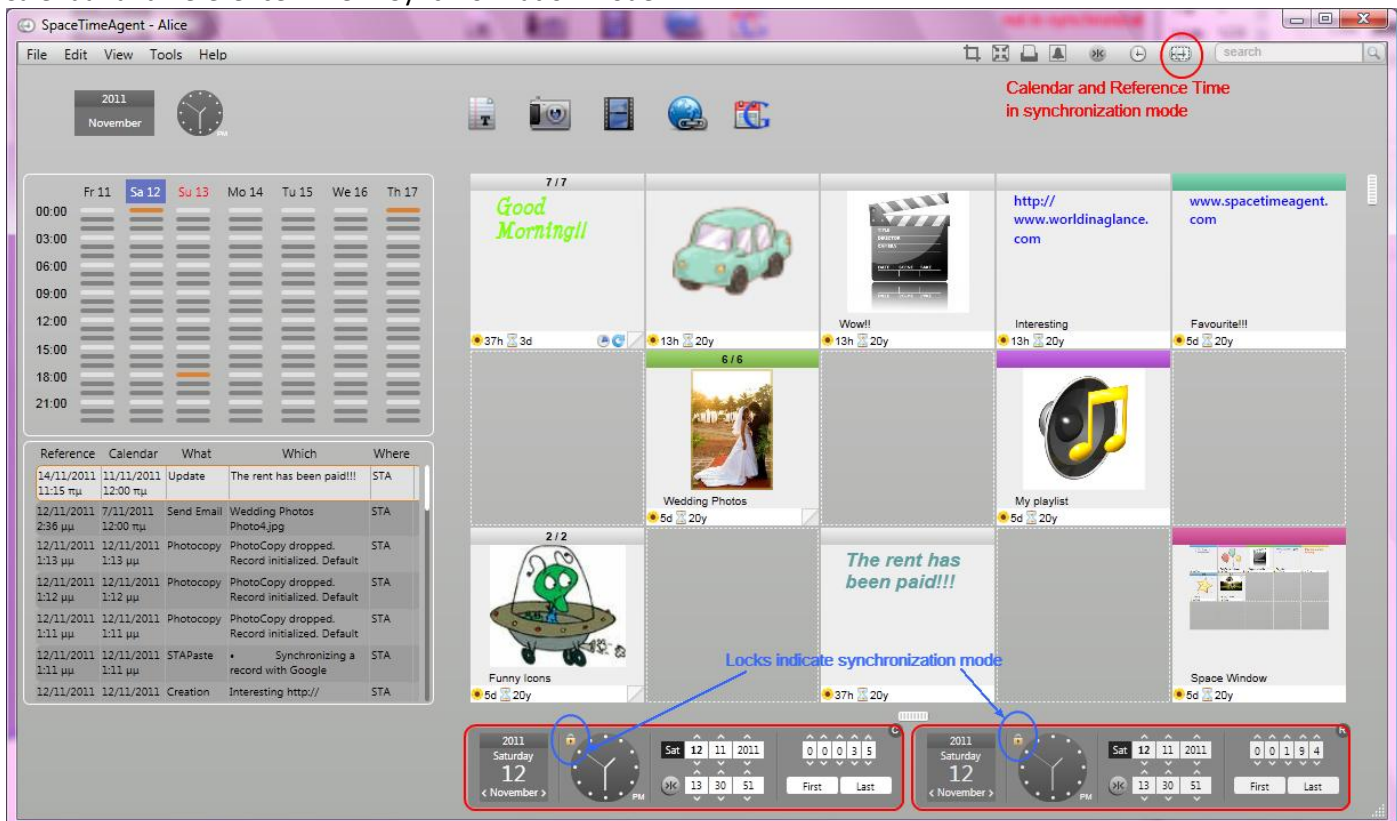 SpaceTimeAgent - Alice
File Edit View Tools Help
search
Calendar and Reference Time
in synchronization mode
2011
November
PM
Fr 11 Sa 12 Su 13 Mo 14 Tu 15 We 16 Th 17
00:00
03:00
06:00
09:00
12:00
15:00
18:00
21:00
Reference Calendar What Which Where
14/11/2011 11/11/2011 Update The rent has been paid!!! STA
11:15 πμ 12:00 πμ
12/11/2011 7/11/2011 Send Email Wedding Photos STA
2:36 μμ 12:00 πμ Photo4.jpg
12/11/2011 12/11/2011 Photocopy PhotoCopy dropped. STA
1:13 μμ 1:13 μμ Record initialized. Default
12/11/2011 12/11/2011 Photocopy PhotoCopy dropped. STA
1:12 μμ 1:12 μμ Record initialized. Default
12/11/2011 12/11/2011 Photocopy PhotoCopy dropped. STA
1:11 μμ 1:11 μμ Record initialized. Default
12/11/2011 12/11/2011 STAPaste • Synchronizing a STA
1:11 μμ 1:11 μμ record with Google
12/11/2011 12/11/2011 Creation Interesting http:// STA
7 / 7
Good
Morning!!
37h 3d
13h 20y
Wow!!
13h 20y
http://
www.worldinaglance.
com
Interesting
13h 20y
www.spacetimeagent.
com
Favourite!!!
5d 20y
6 / 6
Wedding Photos
5d 20y
My playlist
5d 20y
2 / 2
Funny Icons
5d 20y
The rent has
been paid!!!
37h 20y
Space Window
5d 20y
Locks indicate synchronization mode
C
2011
Saturday
12
< November >
PM
Sat 12 11 2011
13 30 51
0 0 0 3 5
First Last
R
2011
Saturday
12
< November >
PM
Sat 12 11 2011
13 30 51
0 0 1 9 4
First Last